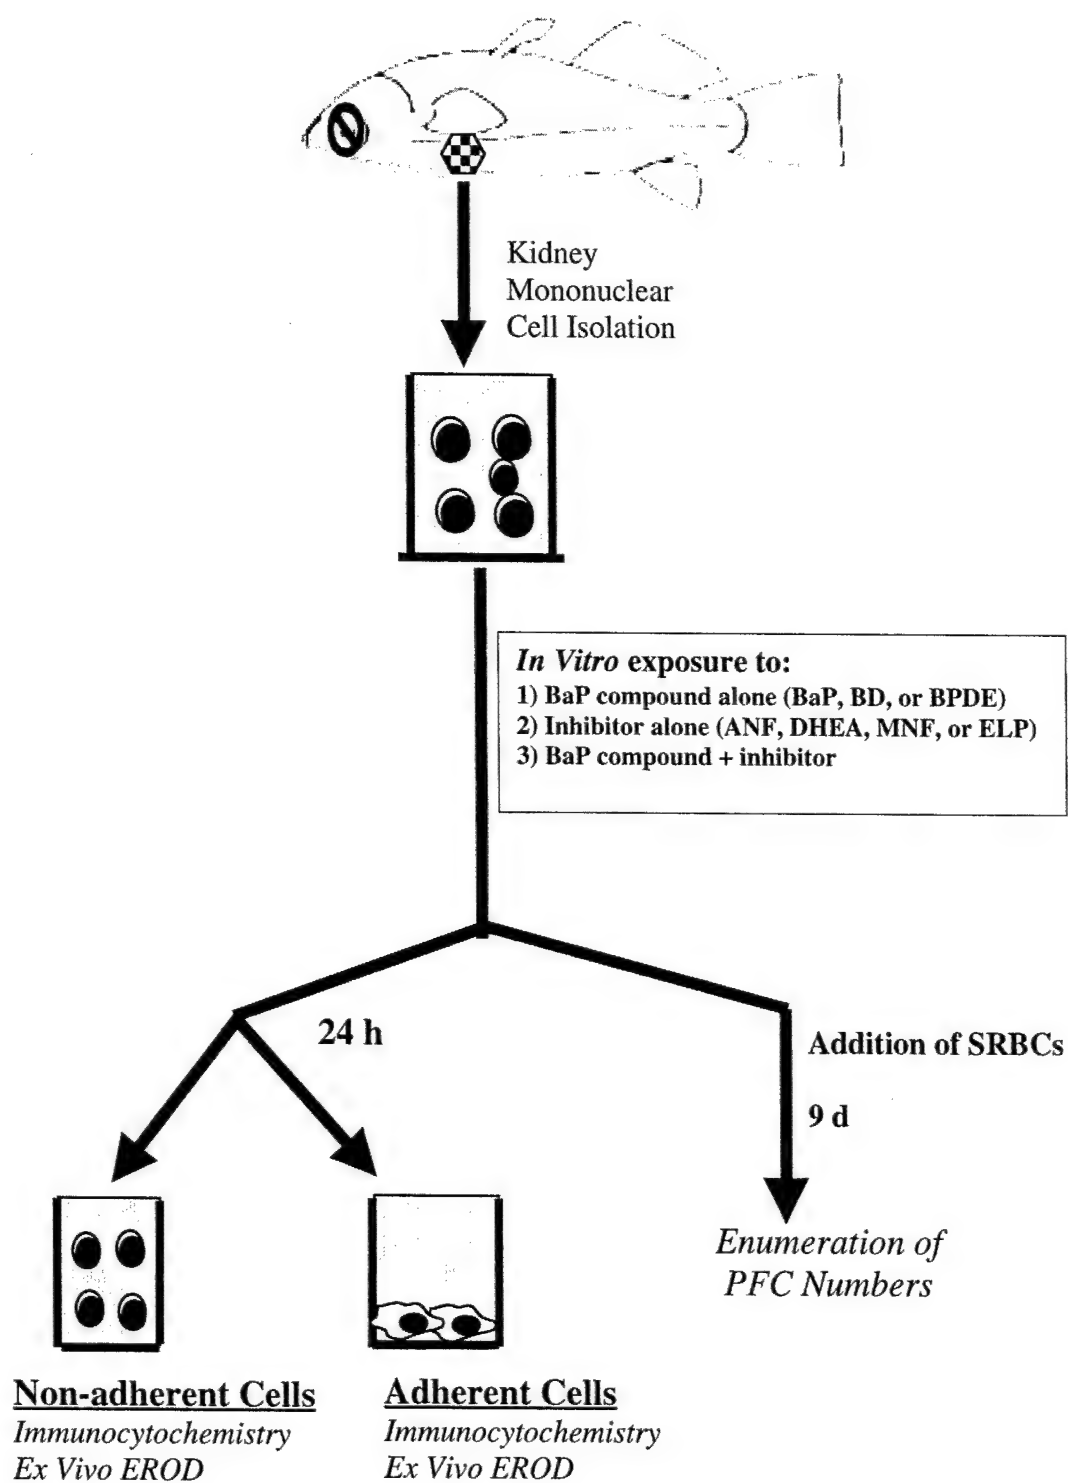 Kidney
Mononuclear
Cell Isolation
In Vitro exposure to:
1) BaP compound alone (BaP, BD, or BPDE)
2) Inhibitor alone (ANF, DHEA, MNF, or ELP)
3) BaP compound + inhibitor
24 h
Addition of SRBCs
9 d
Enumeration of
PFC Numbers
Non-adherent Cells
Immunocytochemistry
Ex Vivo EROD
Adherent Cells
Immunocytochemistry
Ex Vivo EROD